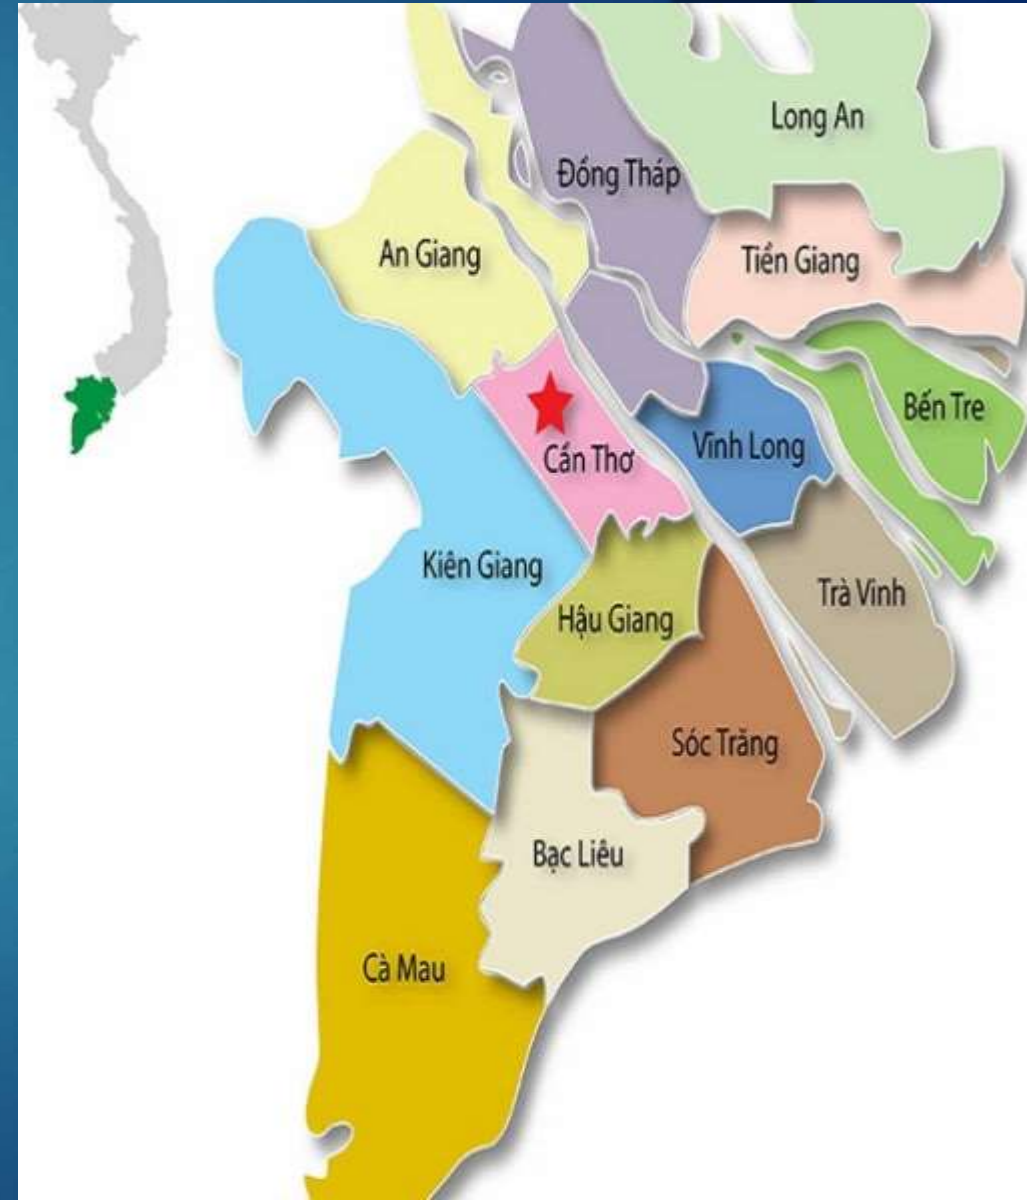 Long An
Đồng Tháp
An Giang
Tiền Giang
Bến Tre
Vĩnh Long
Cần Thơ
Kiên Giang
Trà Vinh
Hậu Giang
Sóc Trăng
Bạc Liêu
Cà Mau